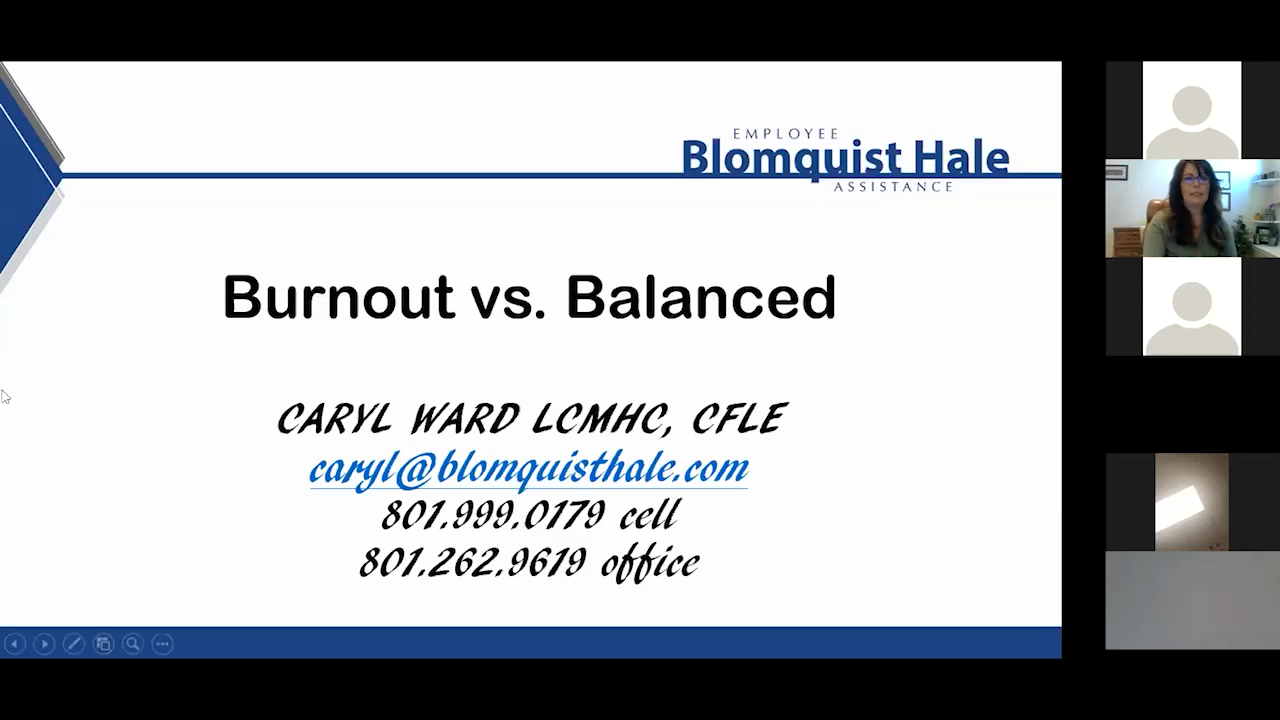 EMPLOYEE
Blomquist Hale
ASSISTANCE
Burnout vs. Balanced
CARYL WARD LCMHC, CFLE
caryl@blomquisthale.com
801.999.0179 cell
801.262.9619 office